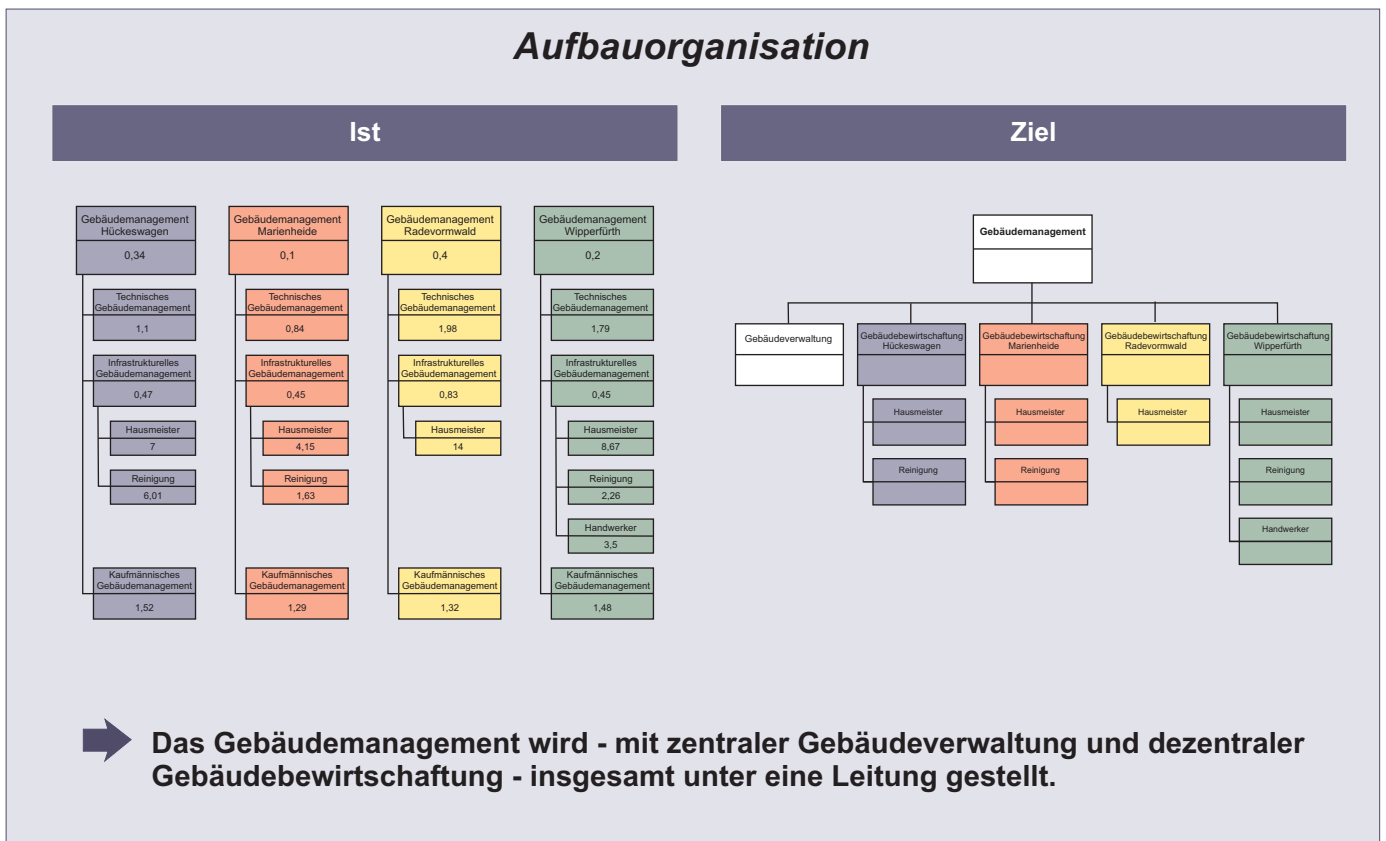 Aufbauorganisation
Ist
Gebäudemanagement
Hückeswagen
0,34
Technisches
Gebäudemanagement
1,1
Infrastrukturelles
Gebäudemanagement
0,47
Hausmeister
7
Reinigung
6,01
Kaufmännisches
Gebäudemanagement
1,52
Gebäudemanagement
Marienheide
0,1
Technisches
Gebäudemanagement
0,84
Infrastrukturelles
Gebäudemanagement
0,45
Hausmeister
4,15
Reinigung
1,63
Kaufmännisches
Gebäudemanagement
1,29
Gebäudemanagement
Radevormwald
0,4
Technisches
Gebäudemanagement
1,98
Infrastrukturelles
Gebäudemanagement
0,83
Hausmeister
14
Kaufmännisches
Gebäudemanagement
1,32
Gebäudemanagement
Wipperfürth
0,2
Technisches
Gebäudemanagement
1,79
Infrastrukturelles
Gebäudemanagement
0,45
Hausmeister
8,67
Reinigung
2,26
Handwerker
3,5
Kaufmännisches
Gebäudemanagement
1,48
Ziel
Gebäudemanagement
Gebäudeverwaltung
Gebäudebewirtschaftung
Hückeswagen
Hausmeister
Reinigung
Gebäudebewirtschaftung
Marienheide
Hausmeister
Reinigung
Gebäudebewirtschaftung
Radevormwald
Hausmeister
Gebäudebewirtschaftung
Wipperfürth
Hausmeister
Reinigung
Handwerker
Das Gebäudemanagement wird - mit zentraler Gebäudeverwaltung und dezentraler
Gebäudebewirtschaftung - insgesamt unter eine Leitung gestellt.